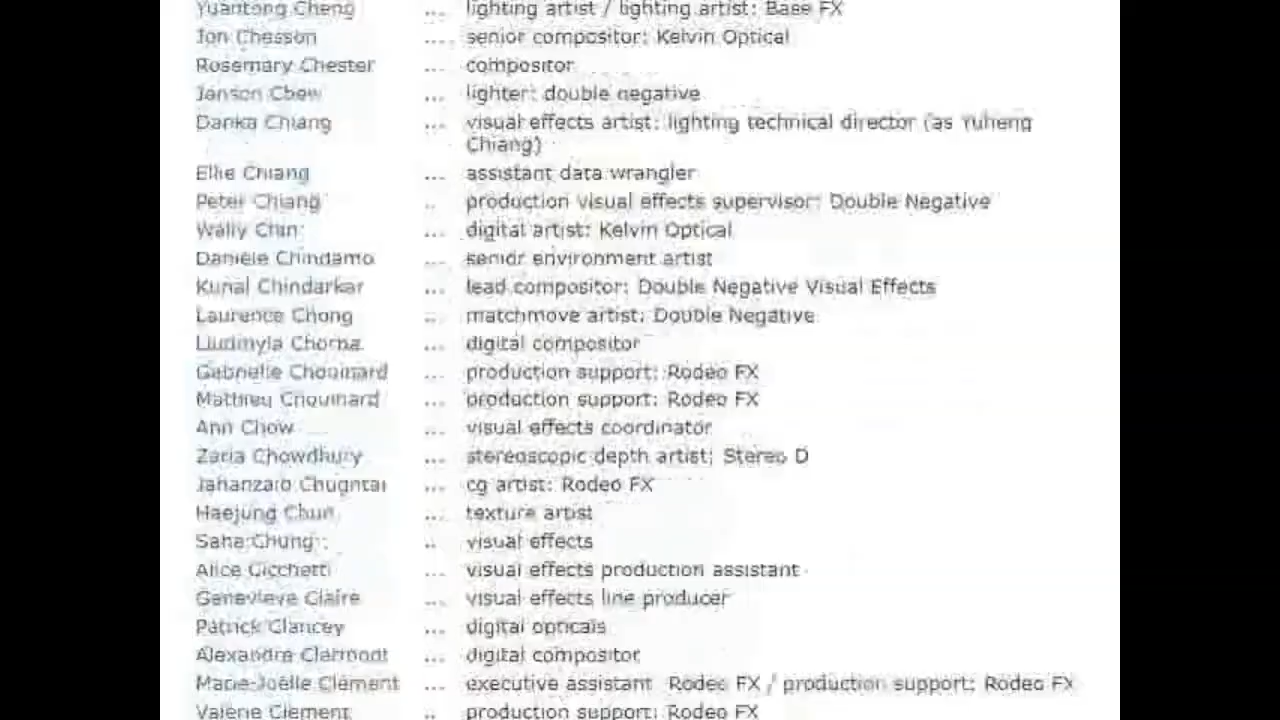 Yuantong Cheng ... lighting artist / lighting artist: Base FX
Jon Chesson .... senior compositor: Kelvin Optical
Rosemary Chester ... compositor
Janson Chew ... lighter: double negative
Danka Chiang ... visual effects artist: lighting technical director (as Yuheng
Chiang)
Ellie Chiang ... assistant data wrangler
Peter Chiang .. production visual effects supervisor: Double Negative
Wally Chin ... digital artist: Kelvin Optical
Daniele Chindamo ... senior environment artist
Kunal Chindarkar ... lead compositor: Double Negative Visual Effects
Laurence Chong ... matchmove artist: Double Negative
Liudmyla Chorna ... digital compositor
Gabrielle Chouinard ... production support: Rodeo FX
Mathieu Chouinard ... production support: Rodeo FX
Ann Chow ... visual effects coordinator
Zaria Chowdhury ... stereoscopic depth artist: Stereo D
Jahanzaib Chughtai ... cg artist: Rodeo FX
Haejung Chun ... texture artist
Chung .. visual effects
Alice Cicchetti ... visual effects production assistant
Genevieve Claire ... visual effects line producer
Patrick Clancey ... digital opticals
Alexandre Clermont ... digital compositor
Marie-Joëlle Clément ... executive assistant Rodeo FX / production support: Rodeo FX
Valérie Clément .. production support: Rodeo FX